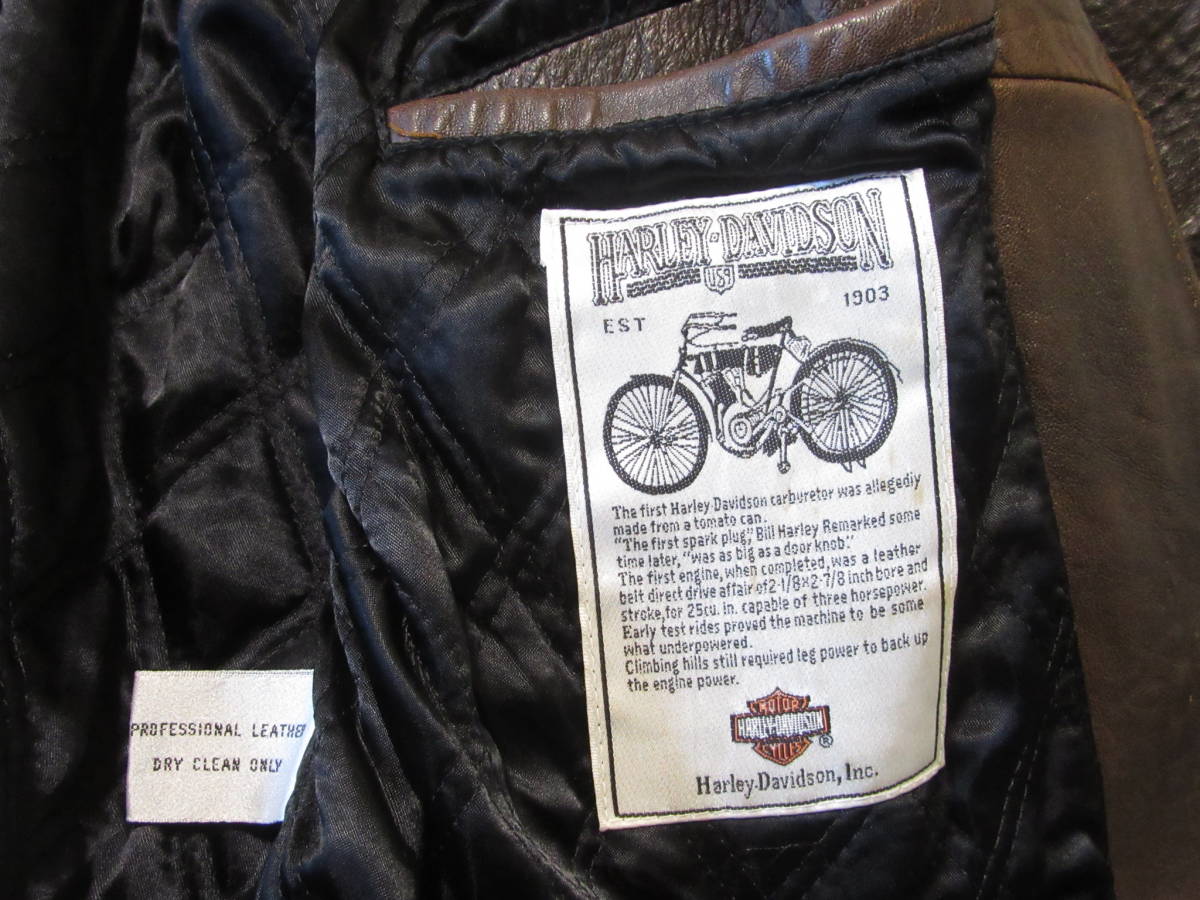 HARLEY-DAVIDSON
USA
EST 1903
The first Harley-Davidson carburetor was allegedly
made from a tomato can.
"The first spark plug," Bill Harley Remarked some
time later, "was as big as a door knob."
The first engine, when completed, was a leather
belt direct drive affair of 2-1/8×2-7/8 inch bore and
stroke, for 25cu. in. capable of three horsepower.
Early test rides proved the machine to be some
what underpowered.
Climbing hills still required leg power to back up
the engine power.
MOTOR
HARLEY-DAVIDSON
CYCLES
®
Harley-Davidson, Inc.
PROFESSIONAL LEATHE
DRY CLEAN ONLY